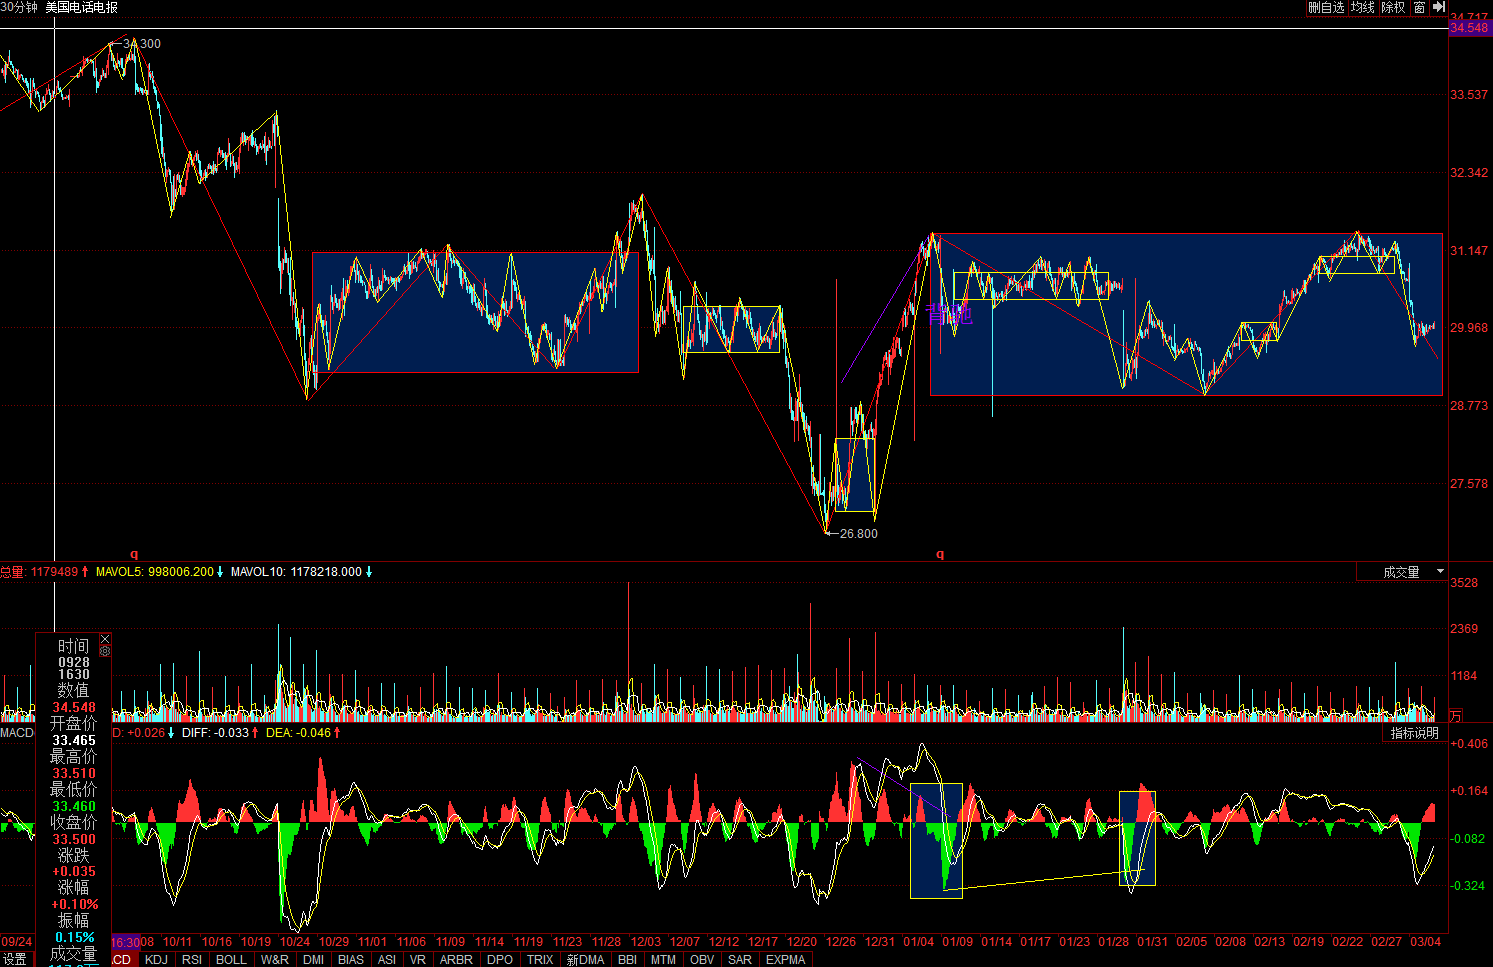 30分钟 美国电话电报
删自选 均线 除权 窗
34.717
34.548
34.300
33.537
32.342
31.147
29.968
背驰
28.773
27.578
26.800
q q
总量: 1179489 MAVOL5: 998006.200 MAVOL10: 1178218.000
成交量
3528
2369
1184
万
时间
0928
1630
数值
34.548
开盘价
33.465
最高价
33.510
最低价
33.460
收盘价
33.500
涨跌
+0.035
涨幅
+0.10%
振幅
0.15%
成交量
MACD D: +0.026 DIFF: -0.033 DEA: -0.046
指标说明
+0.406
+0.164
-0.082
-0.324
09/24 16:30 08 10/11 10/16 10/19 10/24 10/29 11/01 11/06 11/09 11/14 11/19 11/23 11/28 12/03 12/07 12/12 12/17 12/20 12/26 12/31 01/04 01/09 01/14 01/17 01/23 01/28 01/31 02/05 02/08 02/13 02/19 02/22 02/27 03/04
设置 CD KDJ RSI BOLL W&R DMI BIAS ASI VR ARBR DPO TRIX 新DMA BBI MTM OBV SAR EXPMA